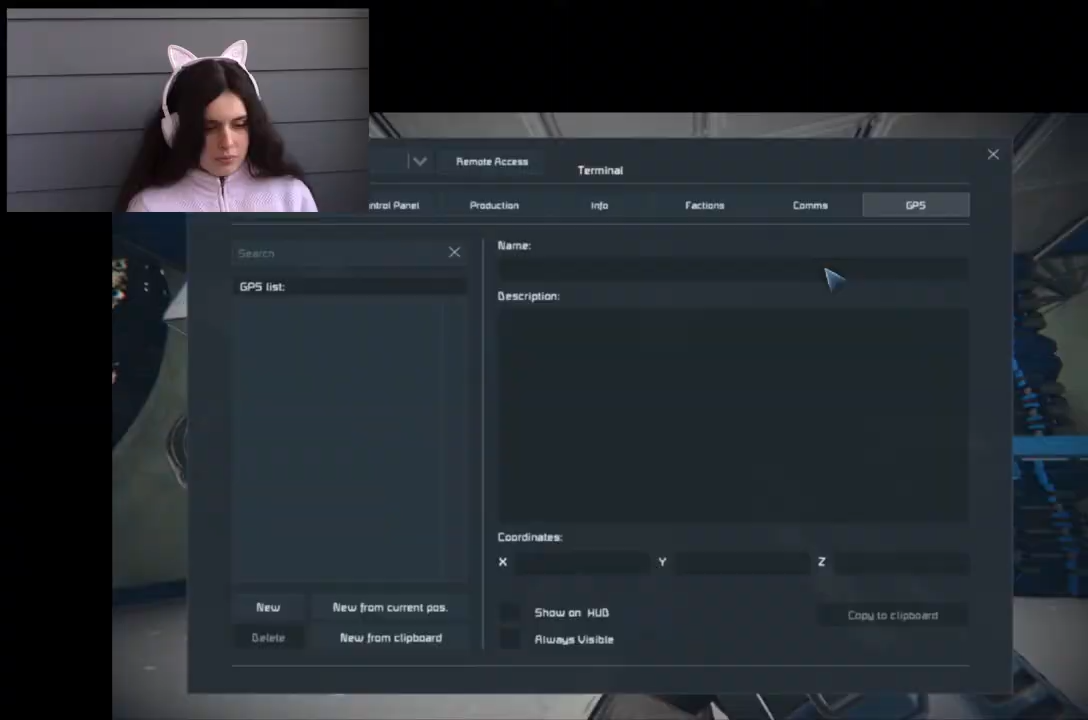 Remote Access
Terminal
ntrol Panel
Production
Info
Factions
Comms
GPS
Search
GPS list:
Name:
Description:
Coordinates:
X
Y
Z
New
New from current pos.
Show on HUD
Copy to clipboard
Delete
New from clipboard
Always Visible